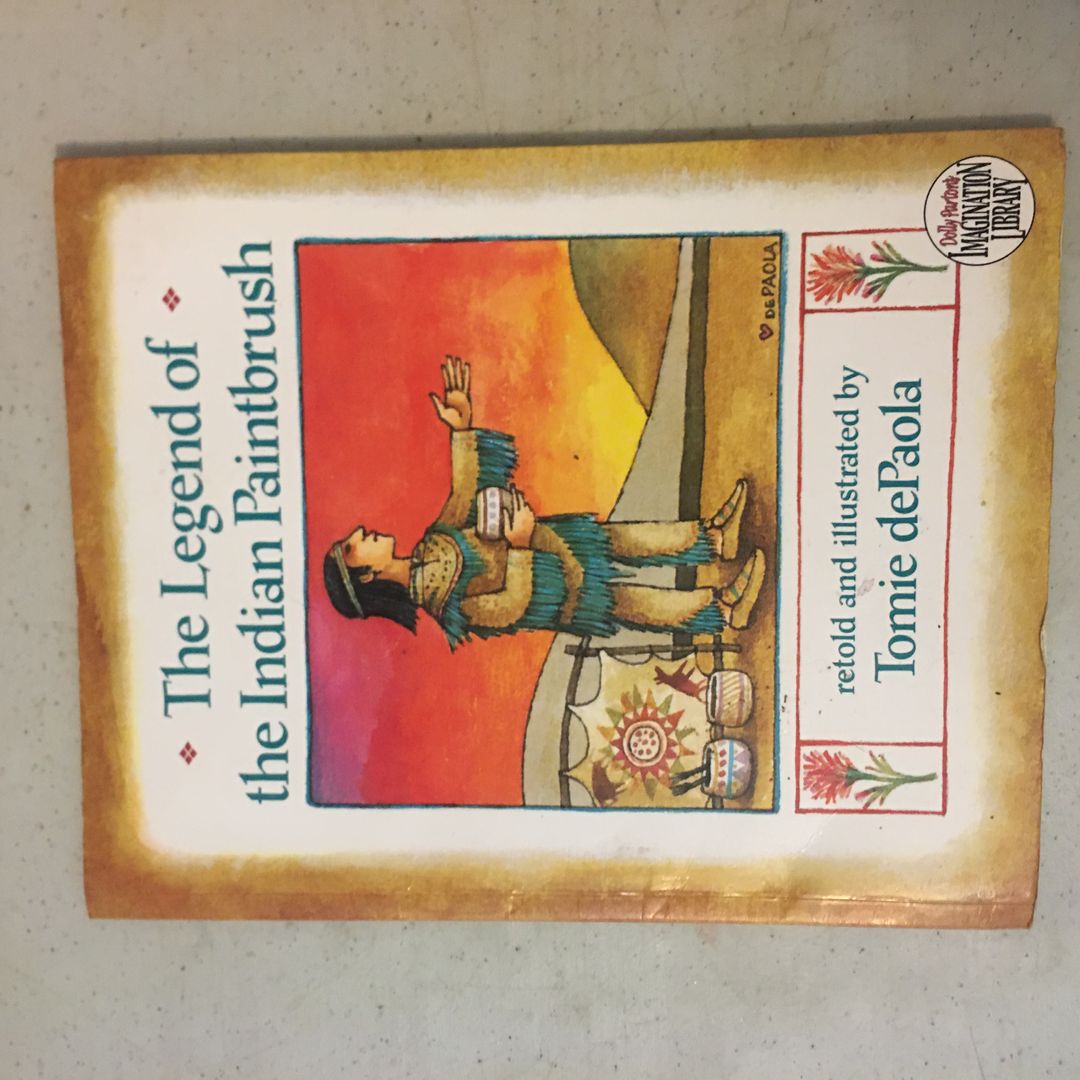 The Legend of
the Indian Paintbrush
DE PAOLA
retold and illustrated by
Tomie dePaola
Dolly Parton's
IMAGINATION
LIBRARY